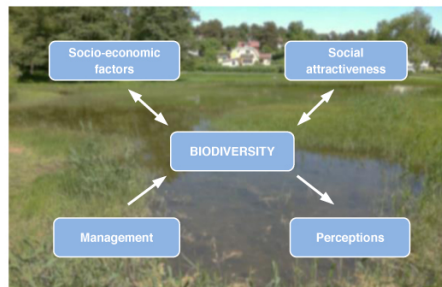 Socio-economic
factors
Social
attractiveness
BIODIVERSITY
Management
Perceptions